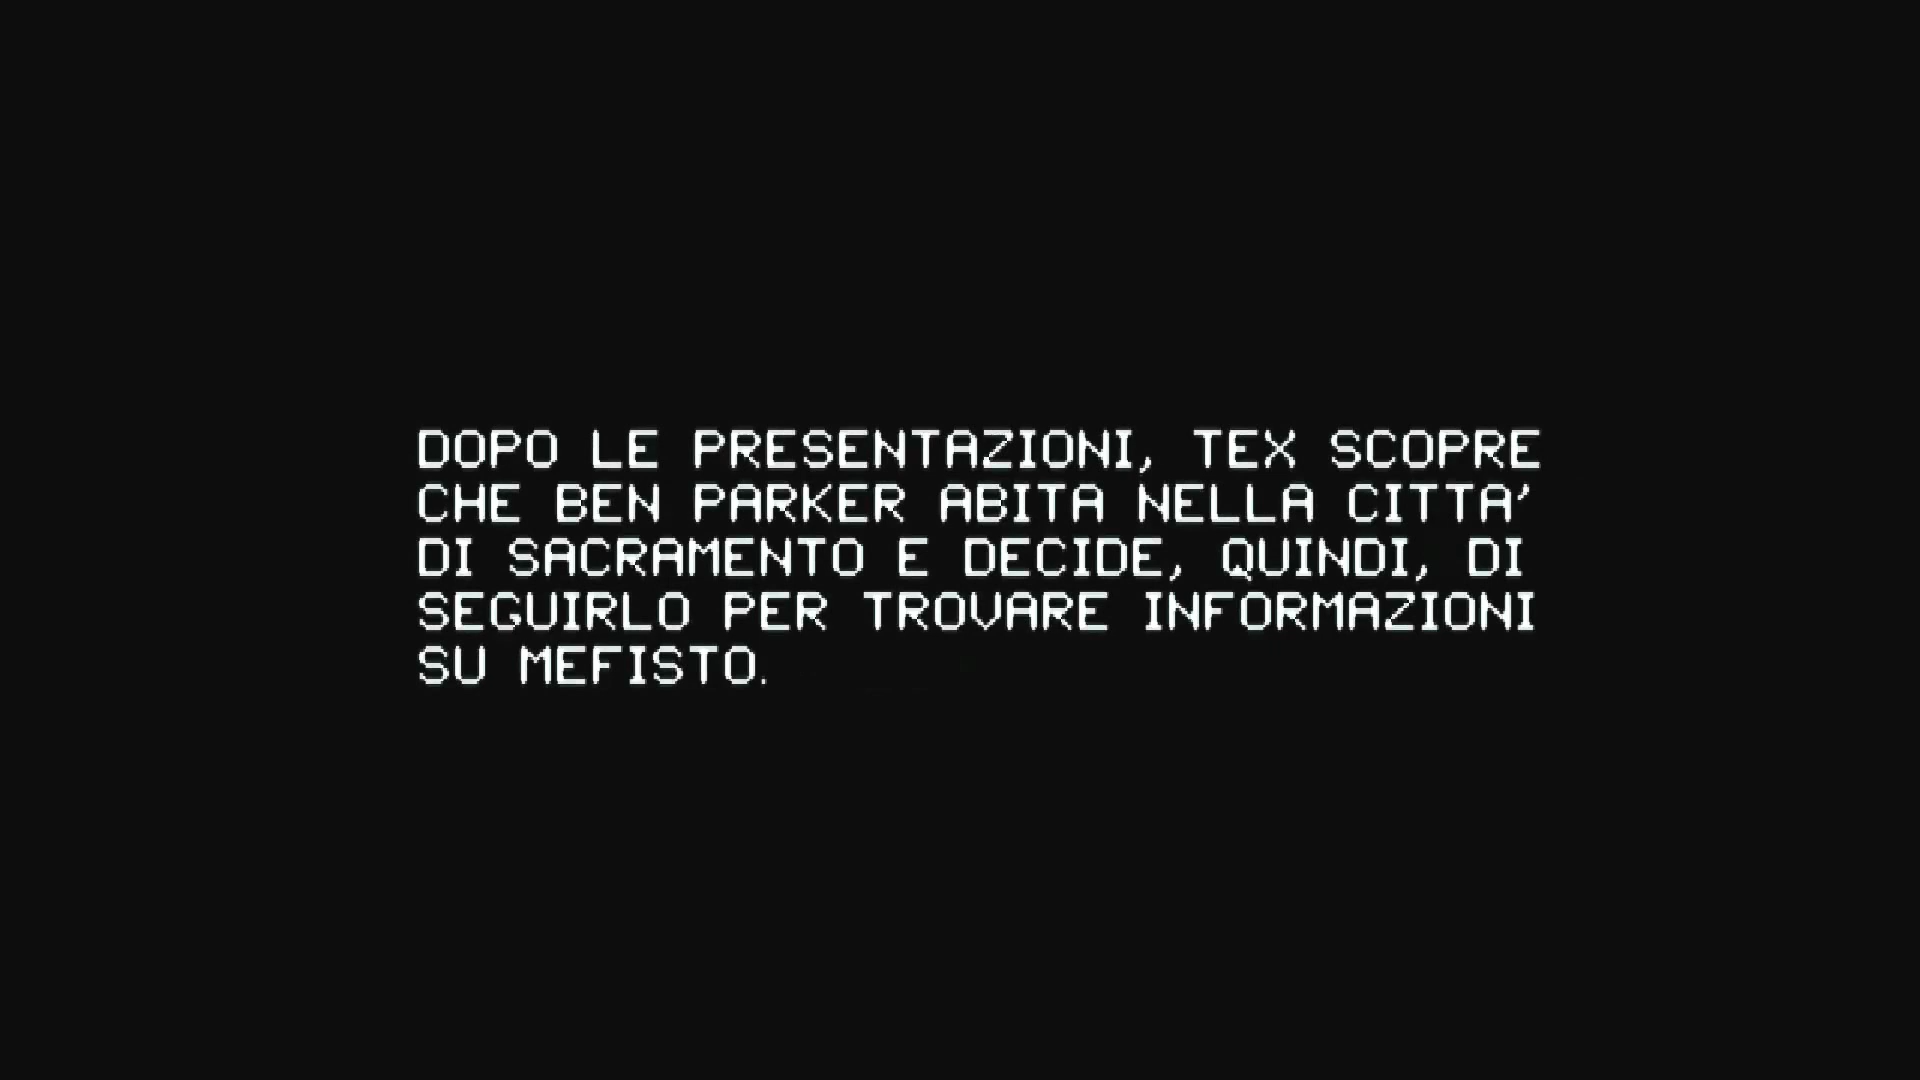 DOPO LE PRESENTAZIONI, TEX SCOPRE
CHE BEN PARKER ABITA NELLA CITTA'
DI SACRAMENTO E DECIDE, QUINDI, DI
SEGUIRLO PER TROVARE INFORMAZIONI
SU MEFISTO.